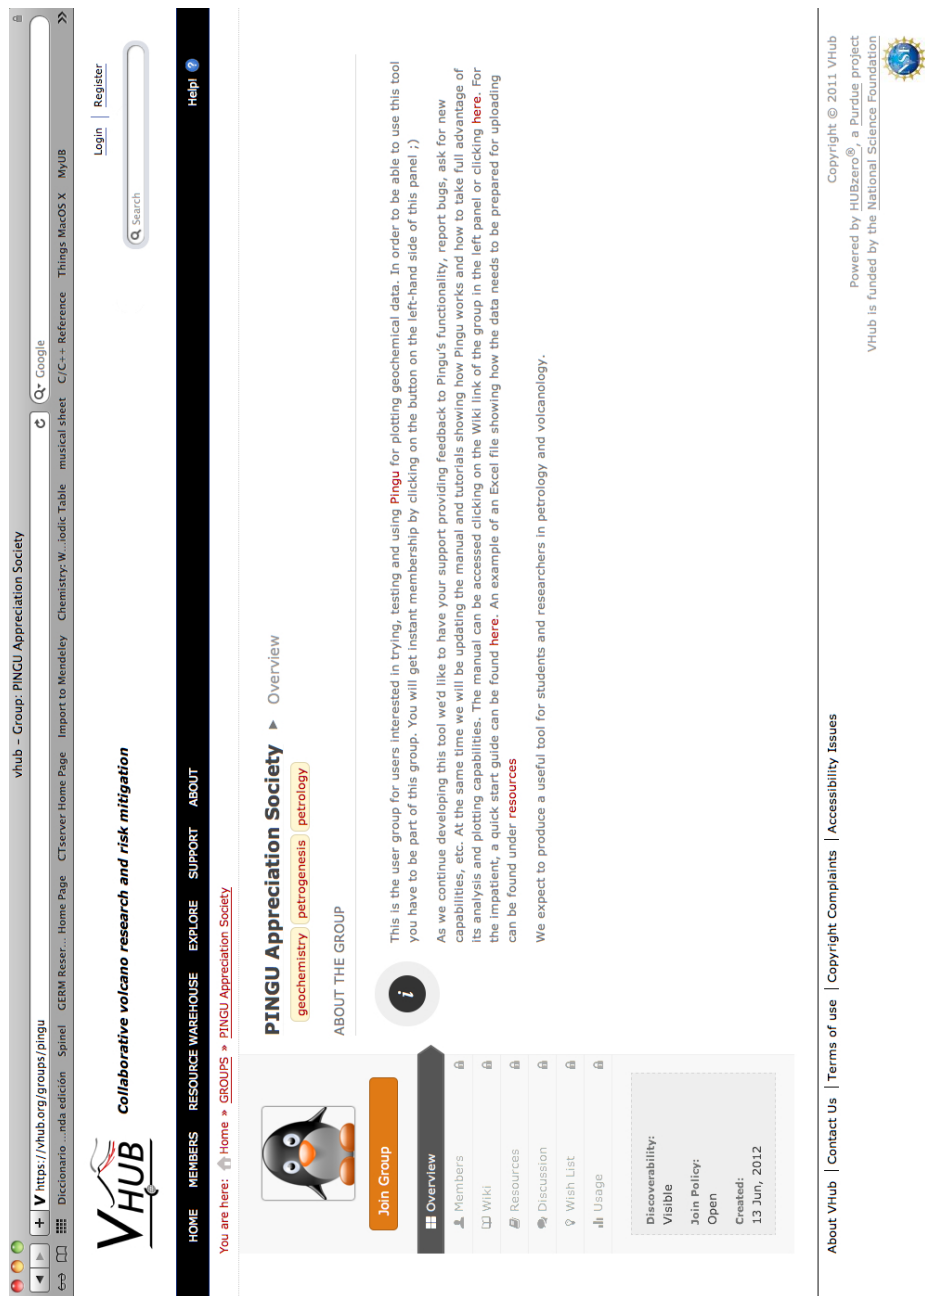 vhub – Group: PINGU Appreciation Society
https://vhub.org/groups/pingu
Google
Diccionario ...nda edición Spinel GERM Reser... Home Page CTserver Home Page Import to Mendeley Chemistry: W...iodic Table musical sheet C/C++ Reference Things MacOS X MyUB
Login | Register
VHUB
Collaborative volcano research and risk mitigation
Search
HOME MEMBERS RESOURCE WAREHOUSE EXPLORE SUPPORT ABOUT Help! ?
You are here: Home » GROUPS » PINGU Appreciation Society
Join Group
Overview
Members
Wiki
Resources
Discussion
Wish List
Usage
Discoverability:
Visible
Join Policy:
Open
Created:
13 Jun, 2012
PINGU Appreciation Society ► Overview
geochemistry petrogenesis petrology
ABOUT THE GROUP
i
This is the user group for users interested in trying, testing and using Pingu for plotting geochemical data. In order to be able to use this tool
you have to be part of this group. You will get instant membership by clicking on the button on the left-hand side of this panel ;)
As we continue developing this tool we'd like to have your support providing feedback to Pingu's functionality, report bugs, ask for new
capabilities, etc. At the same time we will be updating the manual and tutorials showing how Pingu works and how to take full advantage of
its analysis and plotting capabilities. The manual can be accessed clicking on the Wiki link of the group in the left panel or clicking here. For
the impatient, a quick start guide can be found here. An example of an Excel file showing how the data needs to be prepared for uploading
can be found under resources
We expect to produce a useful tool for students and researchers in petrology and volcanology.
About VHub | Contact Us | Terms of use | Copyright Complaints | Accessibility Issues
Copyright © 2011 VHub
Powered by HUBzero®, a Purdue project
VHub is funded by the National Science Foundation
NSF